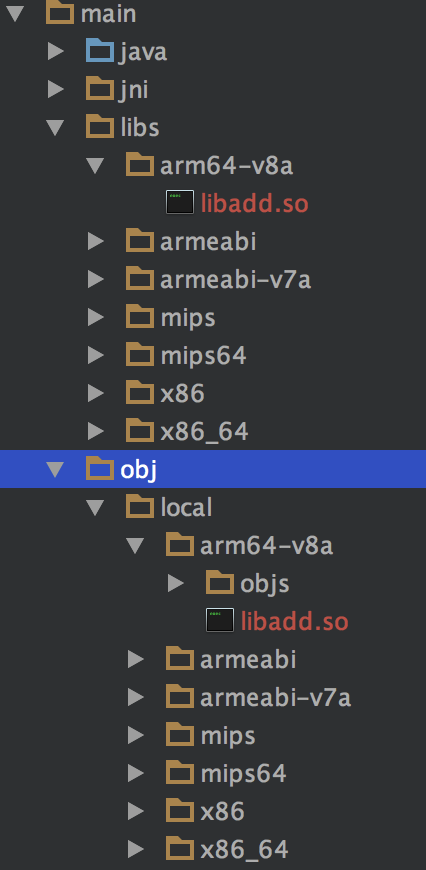 main
java
jni
libs
arm64-v8a
libadd.so
armeabi
armeabi-v7a
mips
mips64
x86
x86_64
obj
local
arm64-v8a
objs
libadd.so
armeabi
armeabi-v7a
mips
mips64
x86
x86_64